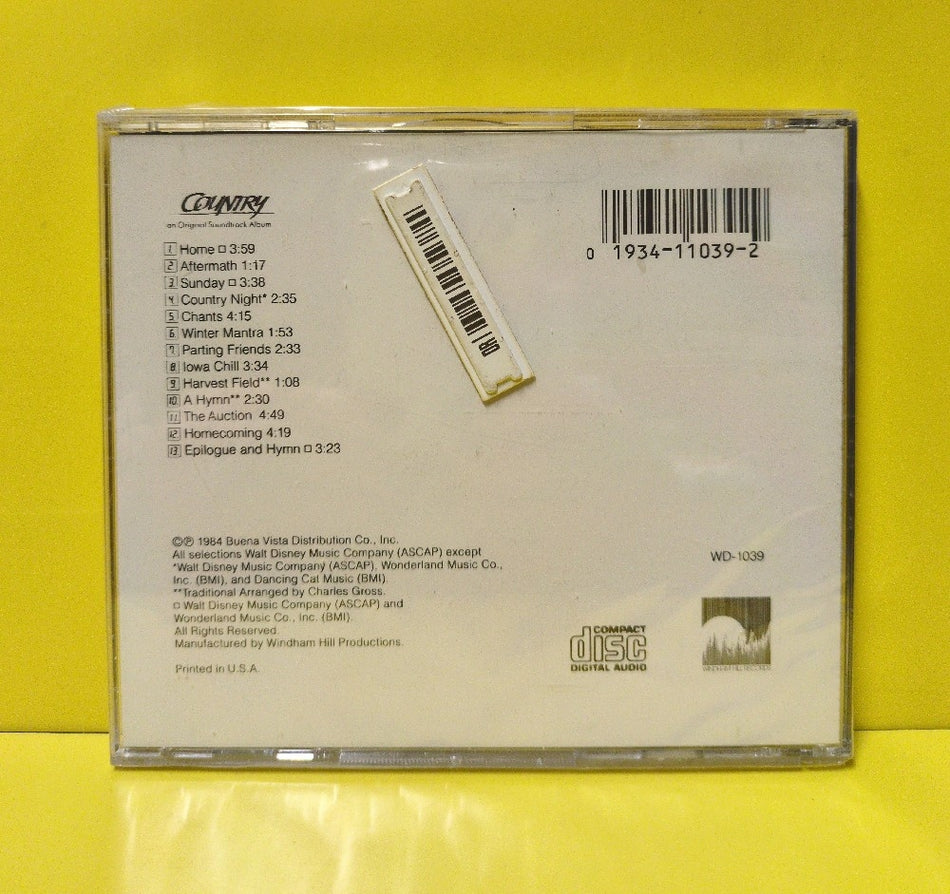 COUNTRY
an Original Soundtrack Album
1. Home □ 3:59
2. Aftermath 1:17
3. Sunday □ 3:38
4. Country Night* 2:35
5. Chants 4:15
6. Winter Mantra 1:53
7. Parting Friends 2:33
8. Iowa Chill 3:34
9. Harvest Field** 1:08
10. A Hymn** 2:30
11. The Auction 4:49
12. Homecoming 4:19
13. Epilogue and Hymn □ 3:23
0 1934-11039-2
©℗ 1984 Buena Vista Distribution Co., Inc.
All selections Walt Disney Music Company (ASCAP) except
*Walt Disney Music Company (ASCAP), Wonderland Music Co.,
Inc. (BMI), and Dancing Cat Music (BMI).
**Traditional Arranged by Charles Gross.
□ Walt Disney Music Company (ASCAP) and
Wonderland Music Co., Inc. (BMI).
All Rights Reserved.
Manufactured by Windham Hill Productions.
Printed in U.S.A.
WD-1039
COMPACT
disc
DIGITAL AUDIO
WINDHAM HILL RECORDS